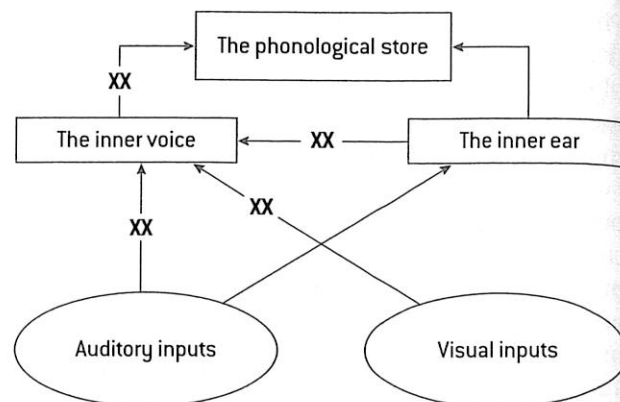 The phonological store
XX
The inner voice
XX
The inner ear
XX
XX
Auditory inputs
Visual inputs